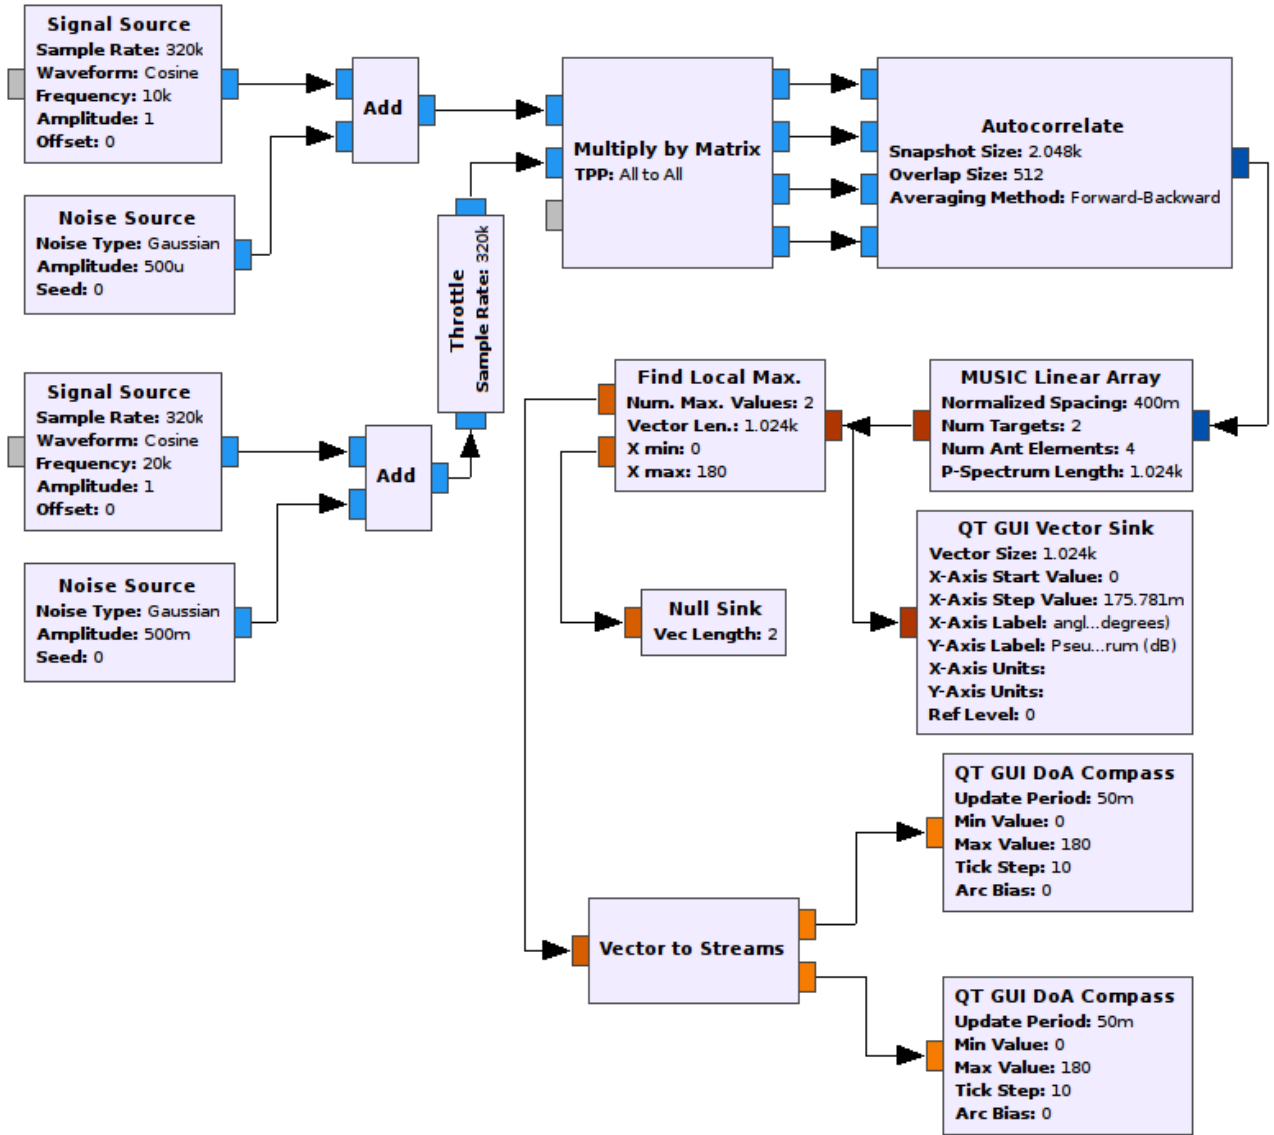 Signal Source
Sample Rate: 320k
Waveform: Cosine
Frequency: 10k
Amplitude: 1
Offset: 0
Add
Noise Source
Noise Type: Gaussian
Amplitude: 500u
Seed: 0
Multiply by Matrix
TPP: All to All
Autocorrelate
Snapshot Size: 2.048k
Overlap Size: 512
Averaging Method: Forward-Backward
Throttle
Sample Rate: 320k
Signal Source
Sample Rate: 320k
Waveform: Cosine
Frequency: 20k
Amplitude: 1
Offset: 0
Add
Noise Source
Noise Type: Gaussian
Amplitude: 500m
Seed: 0
Find Local Max.
Num. Max. Values: 2
Vector Len.: 1.024k
X min: 0
X max: 180
MUSIC Linear Array
Normalized Spacing: 400m
Num Targets: 2
Num Ant Elements: 4
P-Spectrum Length: 1.024k
QT GUI Vector Sink
Vector Size: 1.024k
X-Axis Start Value: 0
X-Axis Step Value: 175.781m
X-Axis Label: angl...degrees)
Y-Axis Label: Pseu...rum (dB)
X-Axis Units:
Y-Axis Units:
Ref Level: 0
Null Sink
Vec Length: 2
QT GUI DoA Compass
Update Period: 50m
Min Value: 0
Max Value: 180
Tick Step: 10
Arc Bias: 0
Vector to Streams
QT GUI DoA Compass
Update Period: 50m
Min Value: 0
Max Value: 180
Tick Step: 10
Arc Bias: 0